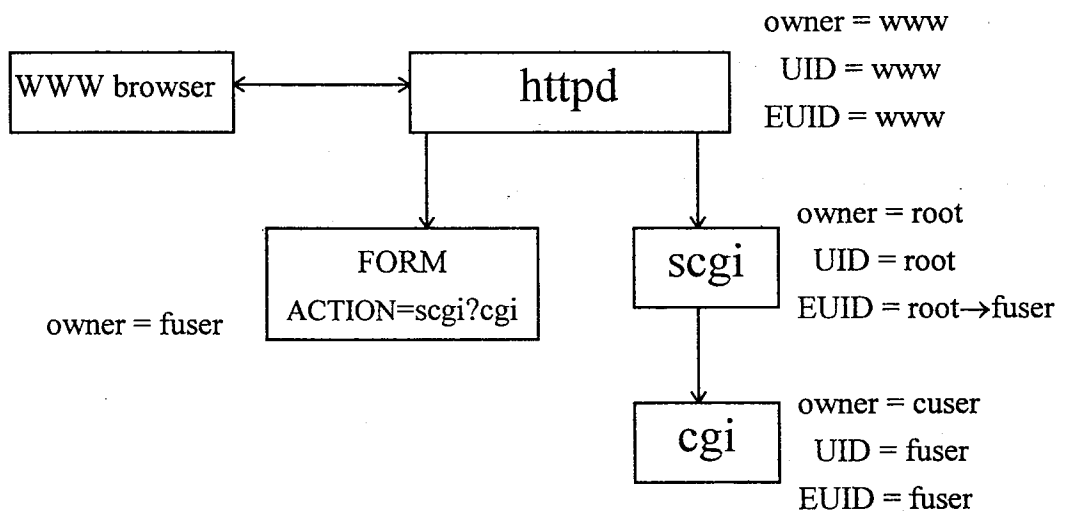 owner = www
WWW browser
httpd
UID = www
EUID = www
FORM
ACTION=scgi?cgi
owner = fuser
scgi
owner = root
UID = root
EUID = root→fuser
cgi
owner = cuser
UID = fuser
EUID = fuser